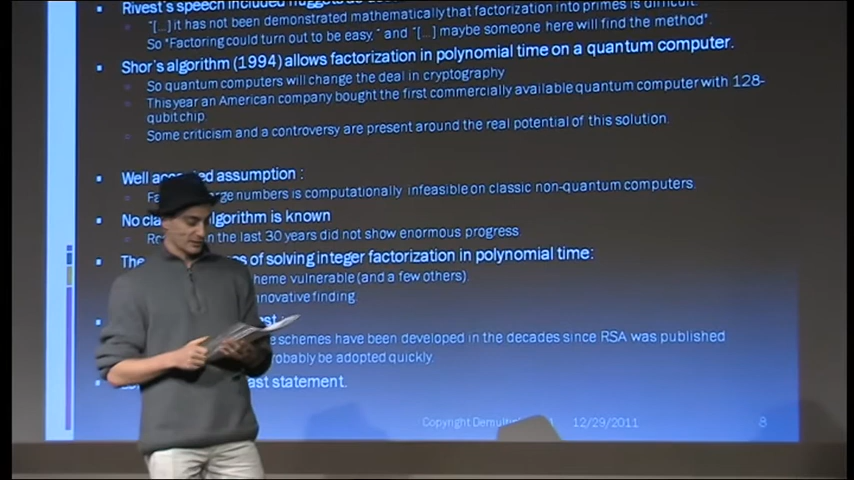 Rivest's speech included nuggets
"[...] it has not been demonstrated mathematically that factorization into primes is difficult.
So "Factoring could turn out to be easy," and "[...] maybe someone here will find the method".
Shor's algorithm (1994) allows factorization in polynomial time on a quantum computer.
So quantum computers will change the deal in cryptography
This year an American company bought the first commercially available quantum computer with 128-
qubit chip.
Some criticism and a controversy are present around the real potential of this solution.
Well assumption :
large numbers is computationally infeasible on classic non-quantum computers.
No algorithm is known
in the last 30 years did not show enormous progress.
of solving integer factorization in polynomial time:
vulnerable (and a few others).
innovative finding.
schemes have been developed in the decades since RSA was published
probably be adopted quickly.
statement.
Copyright 12/29/2011 8